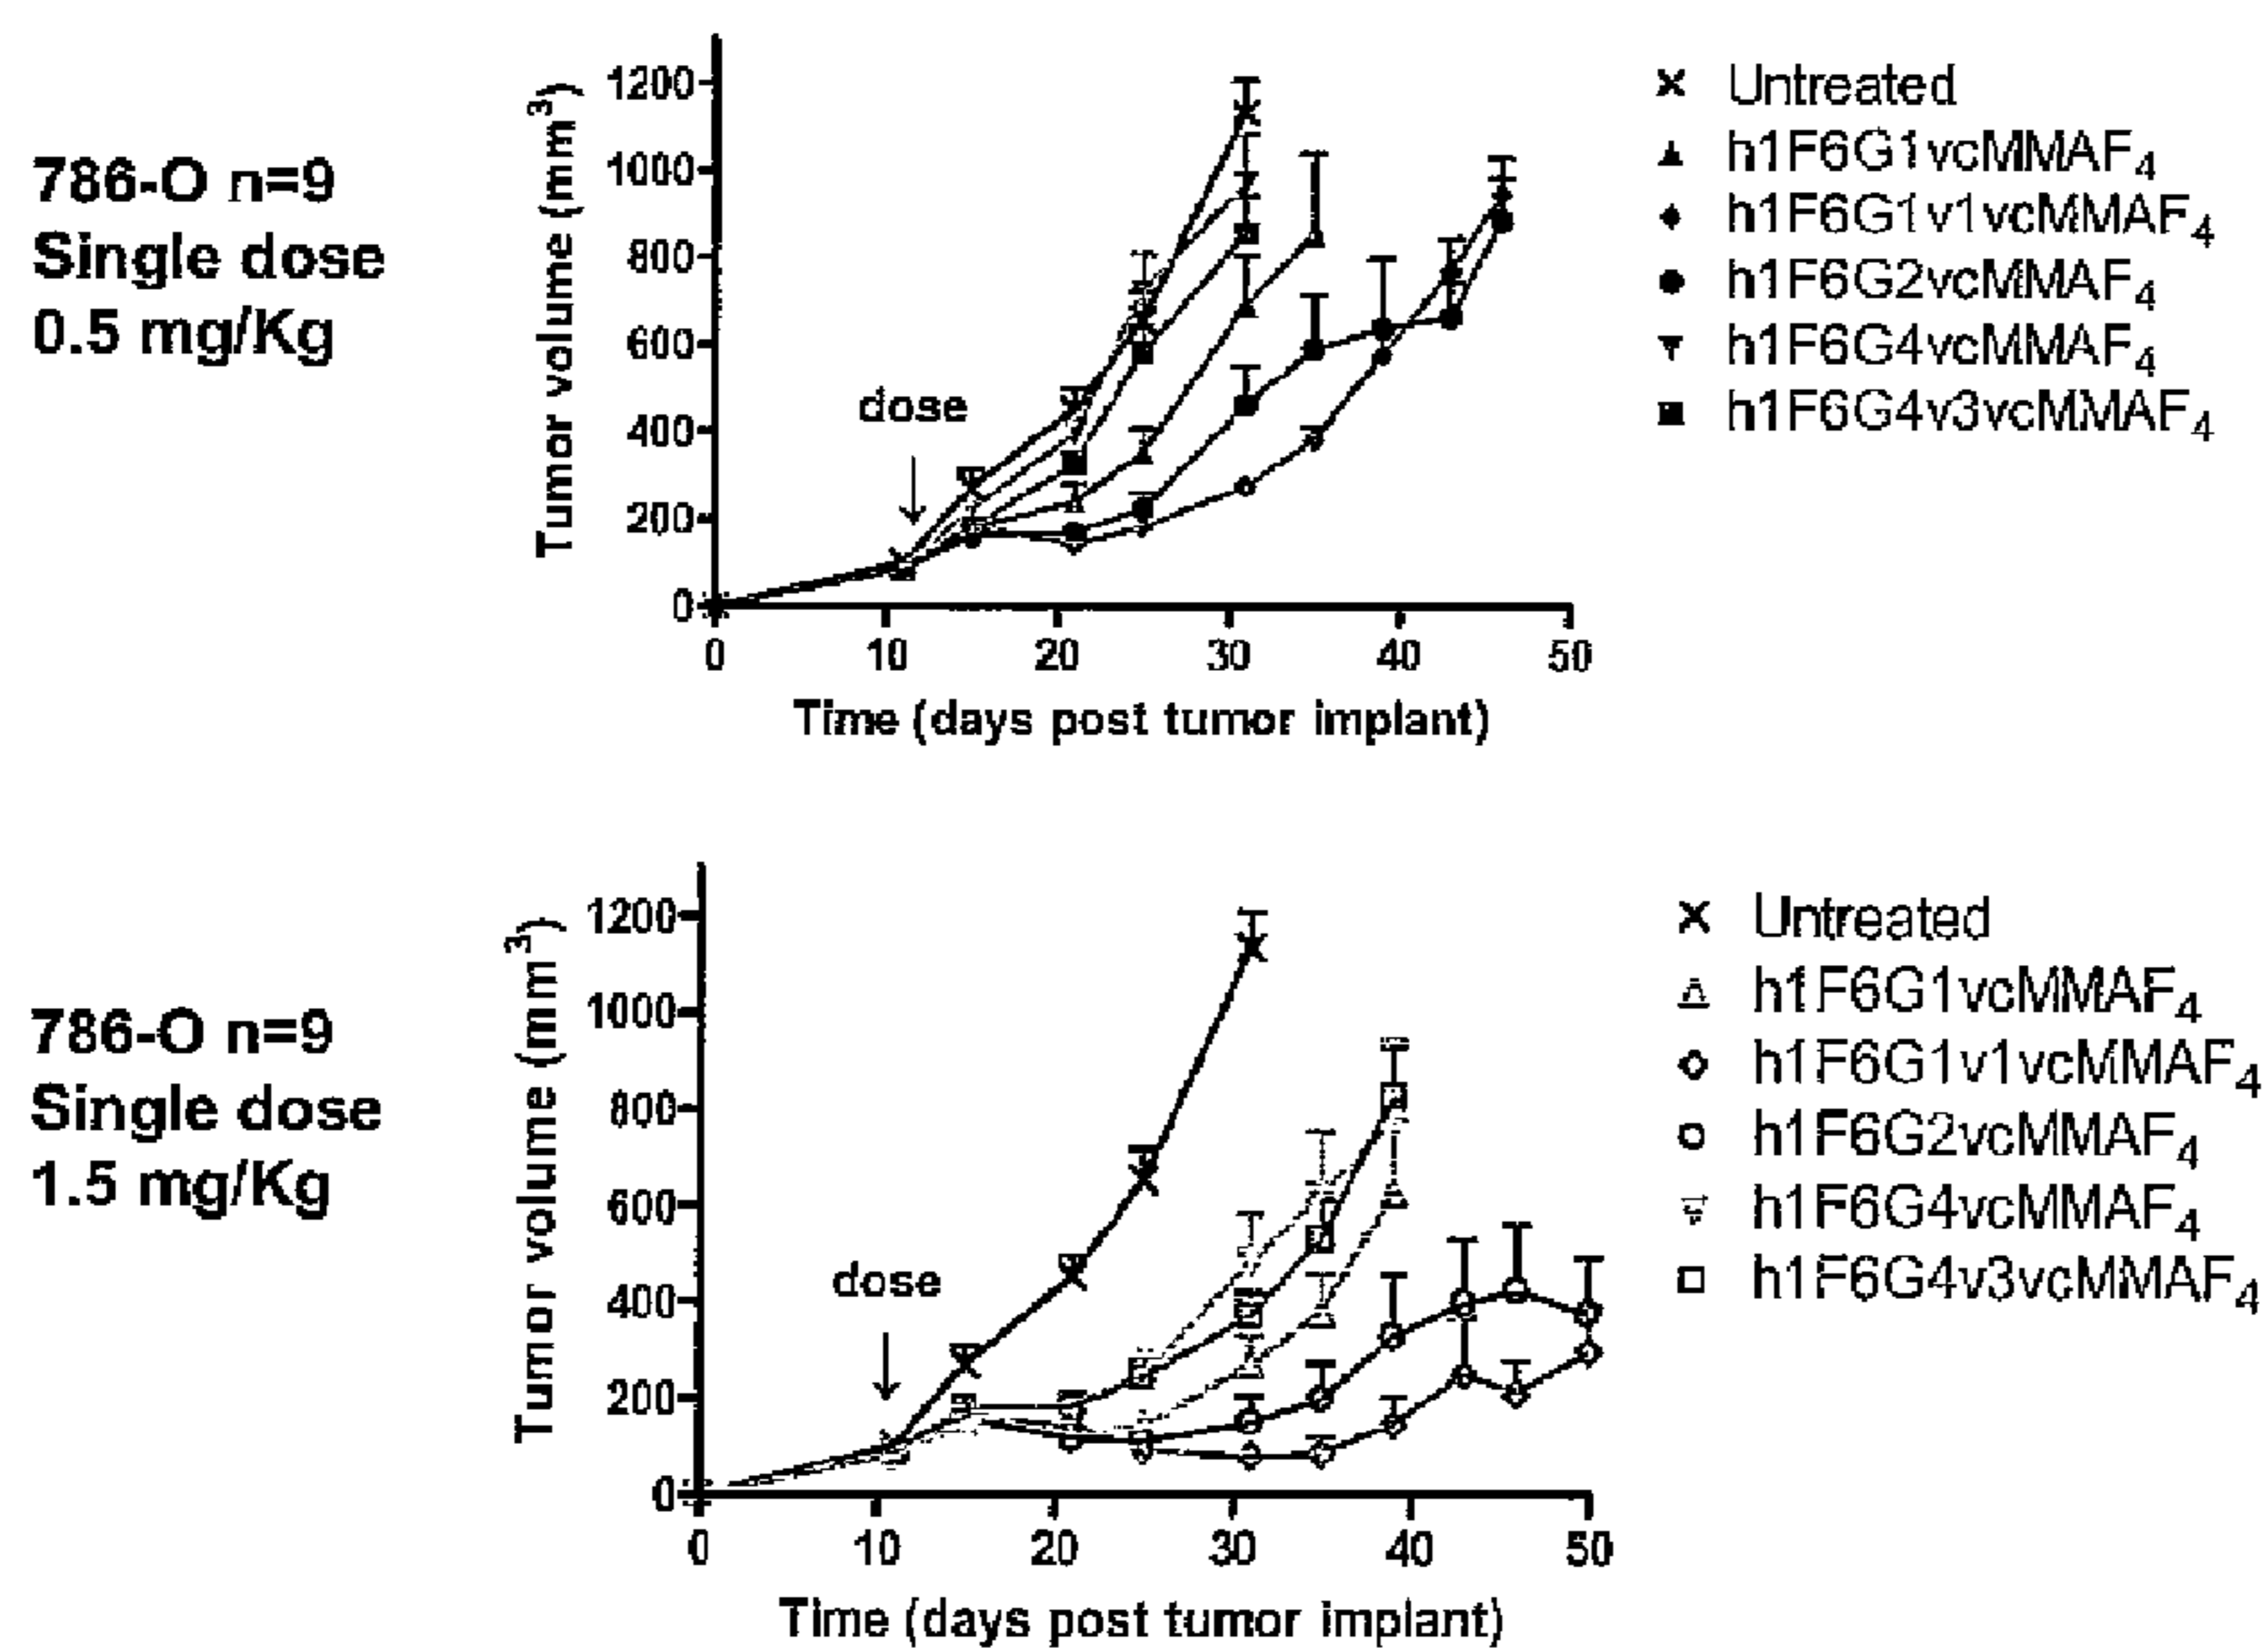 786-O n=9
Single dose
0.5 mg/Kg
Tumor volume (mm³)
1200
1000
800
600
400
200
0
dose
0 10 20 30 40 50
Time (days post tumor implant)
Untreated
h1F6G1vcMMAF₄
h1F6G1v1vcMMAF₄
h1F6G2vcMMAF₄
h1F6G4vcMMAF₄
h1F6G4v3vcMMAF₄
786-O n=9
Single dose
1.5 mg/Kg
Tumor volume (mm³)
1200
1000
800
600
400
200
0
dose
0 10 20 30 40 50
Time (days post tumor implant)
Untreated
h1F6G1vcMMAF₄
h1F6G1v1vcMMAF₄
h1F6G2vcMMAF₄
h1F6G4vcMMAF₄
h1F6G4v3vcMMAF₄